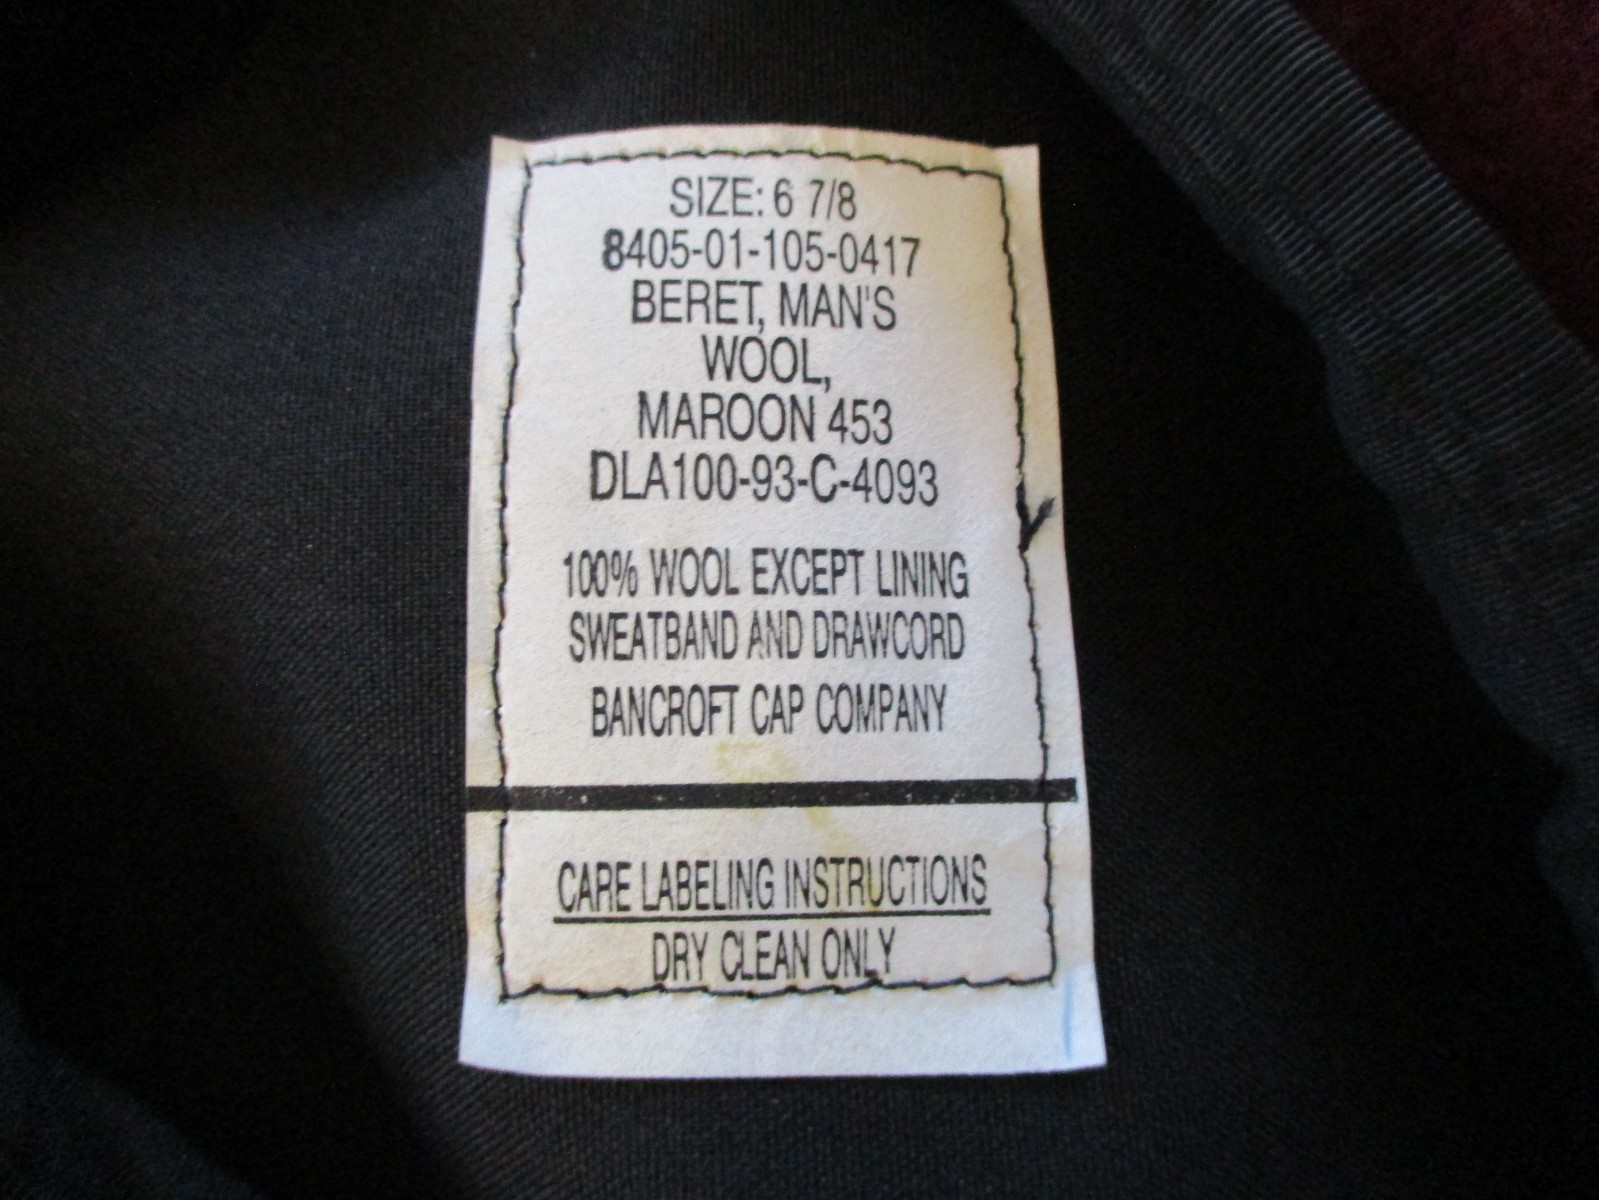 SIZE: 6 7/8
8405-01-105-0417
BERET, MAN'S
WOOL,
MAROON 453
DLA100-93-C-4093
100% WOOL EXCEPT LINING
SWEATBAND AND DRAWCORD
BANCROFT CAP COMPANY
CARE LABELING INSTRUCTIONS
DRY CLEAN ONLY